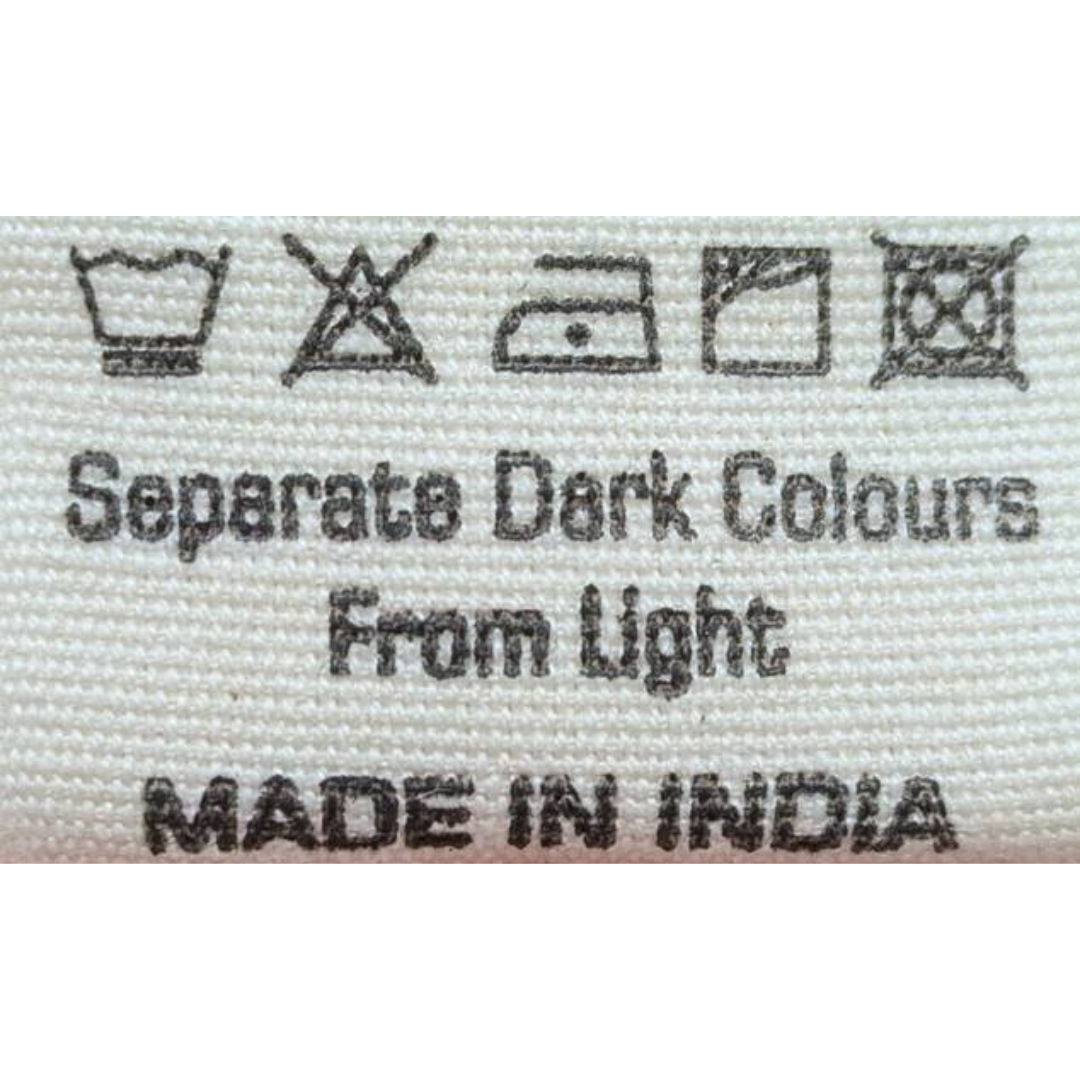 Separate Dark Colours
From Light
MADE IN INDIA